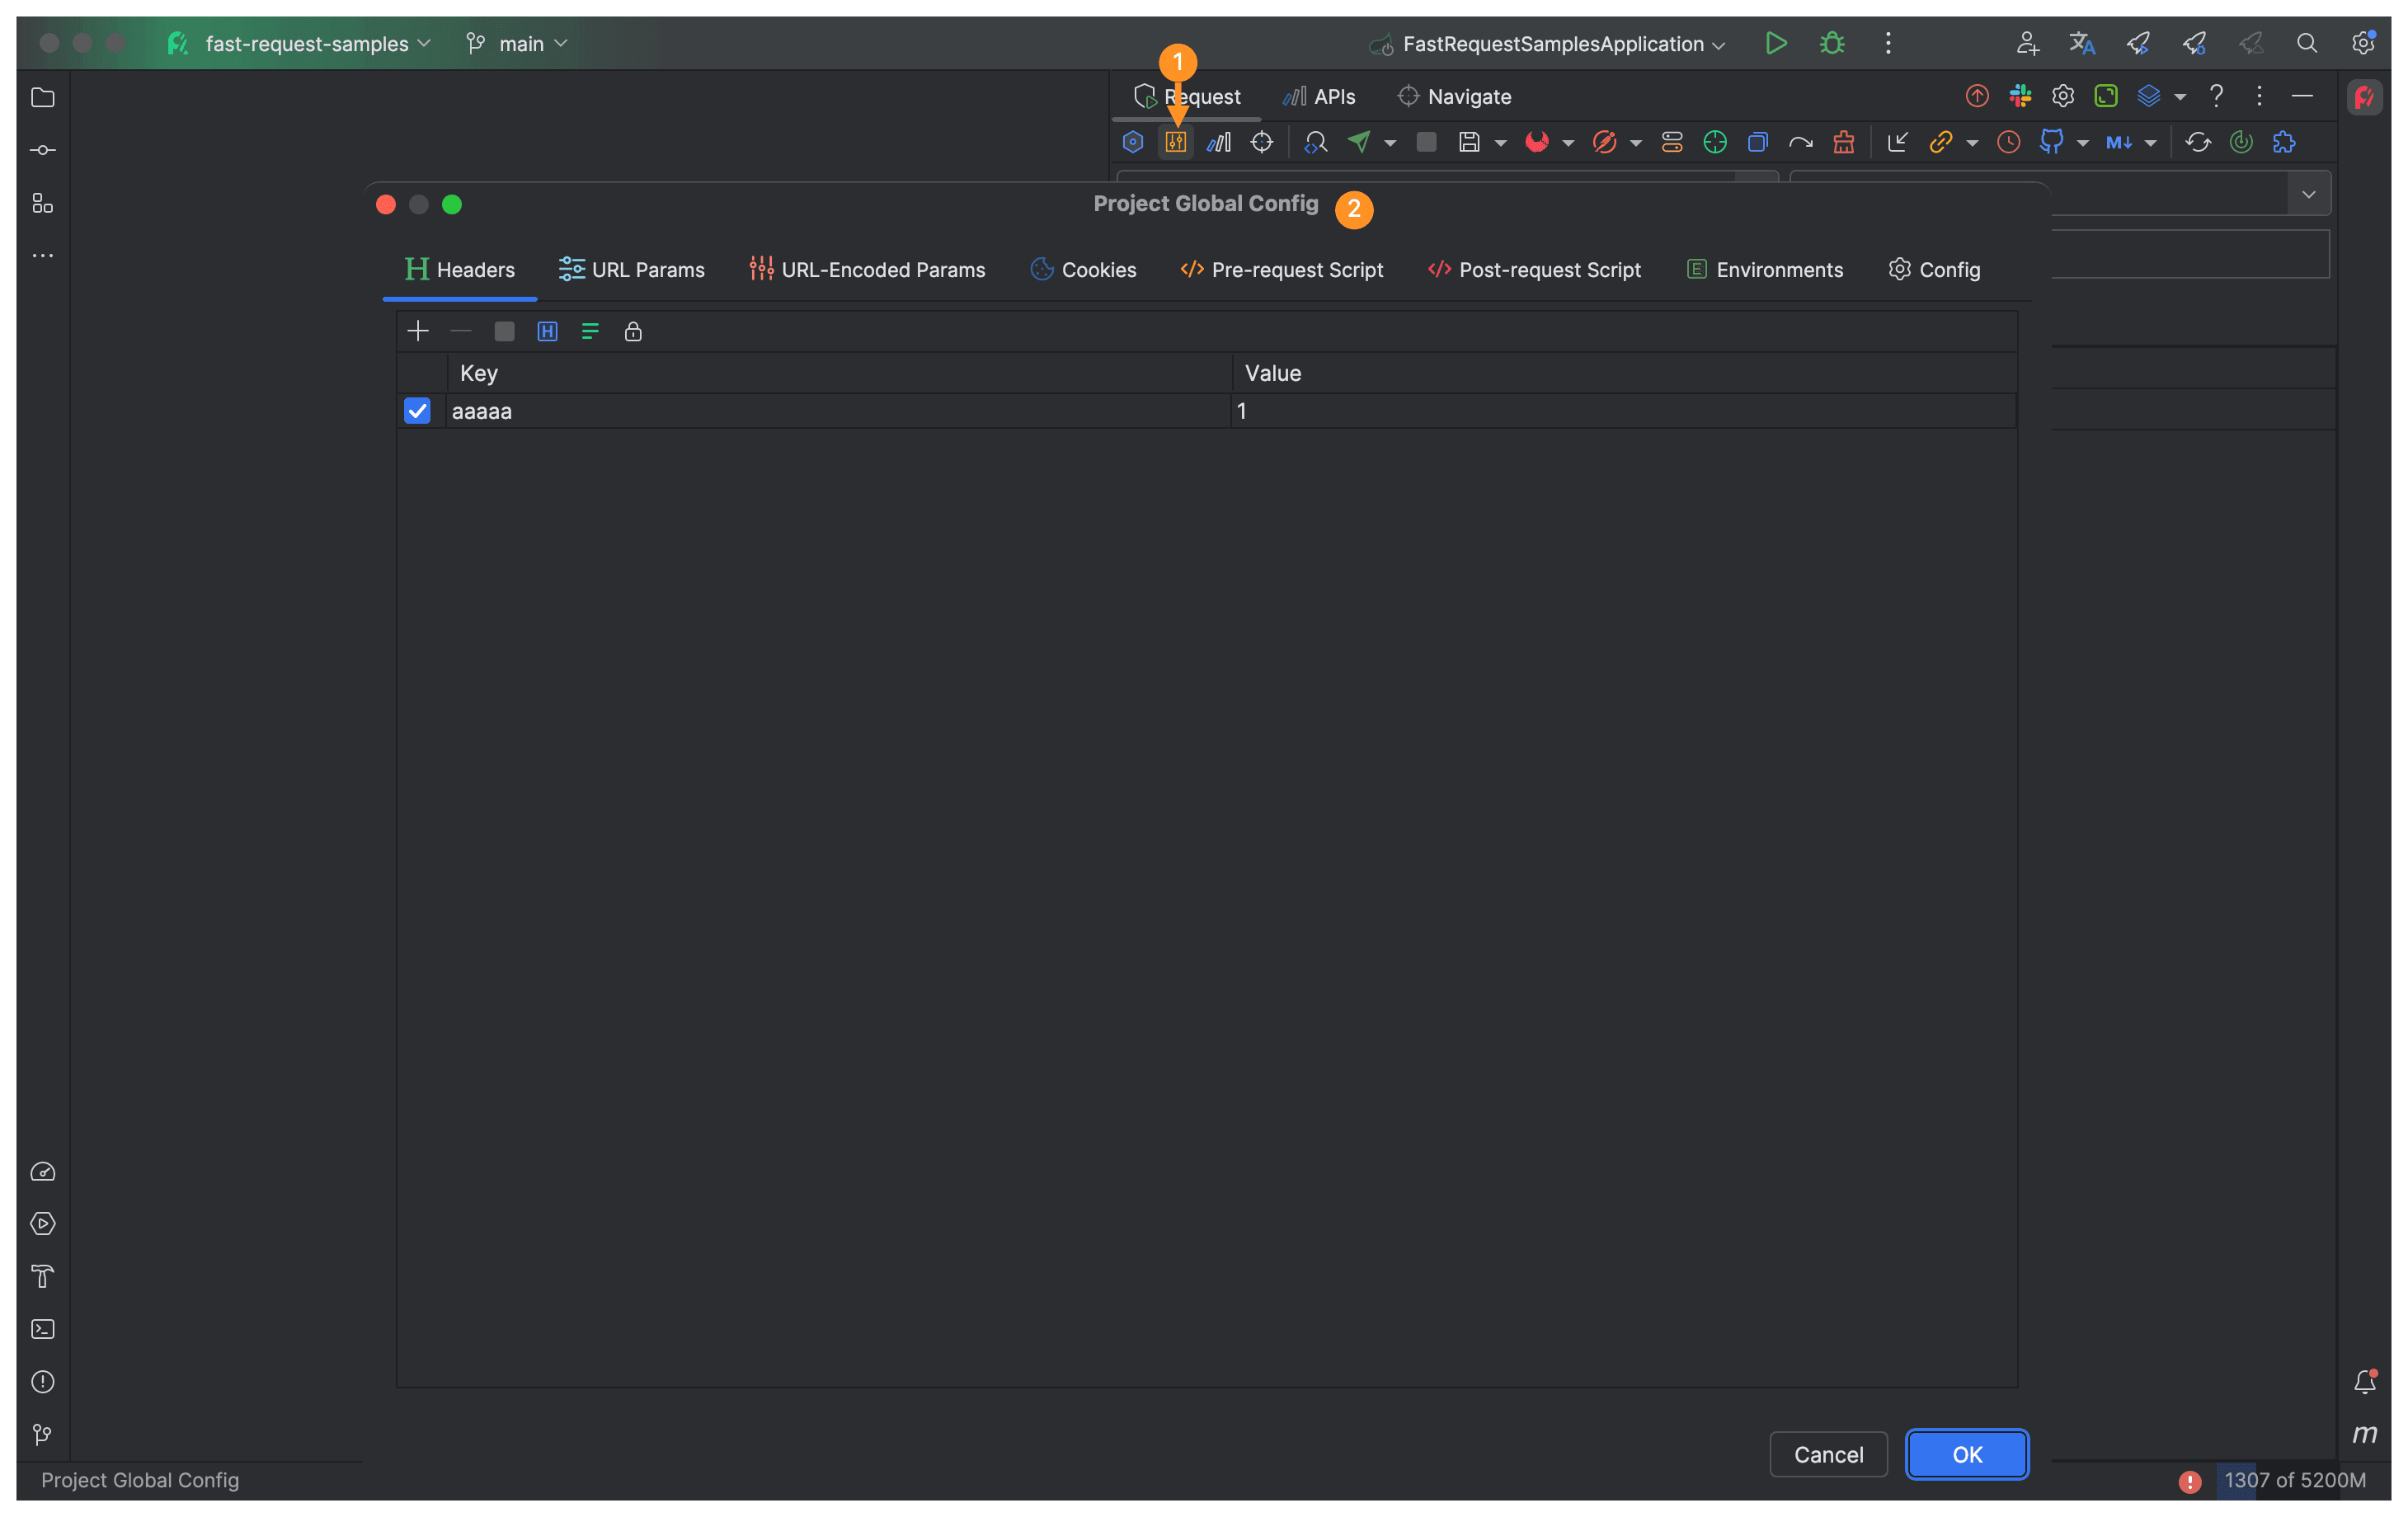 fast-request-samples main FastRequestSamplesApplication
1
Request APIs Navigate
M↓
Project Global Config 2
H Headers URL Params URL-Encoded Params Cookies </> Pre-request Script </> Post-request Script E Environments Config
H
Key Value
aaaaa 1
Cancel OK
m
Project Global Config 1307 of 5200M